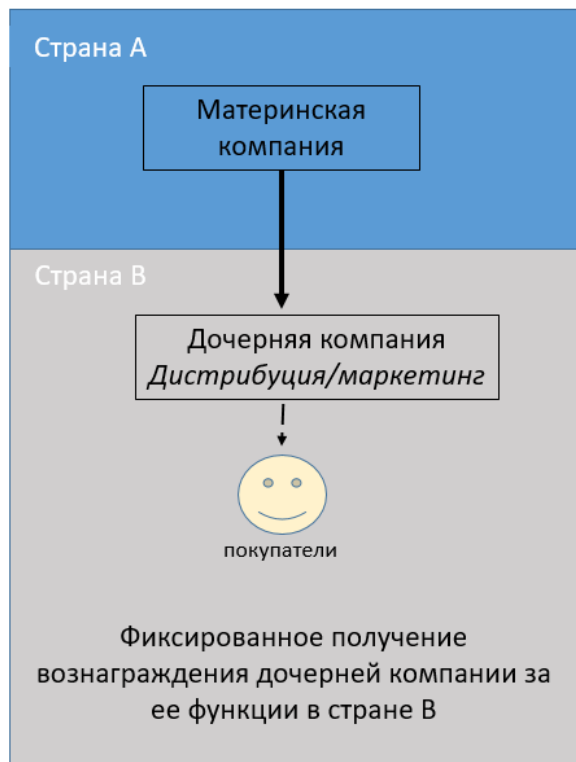 Страна А
Материнская
компания
Страна В
Дочерняя компания
Дистрибуция/маркетинг
покупатели
Фиксированное получение
вознаграждения дочерней компании за
ее функции в стране В